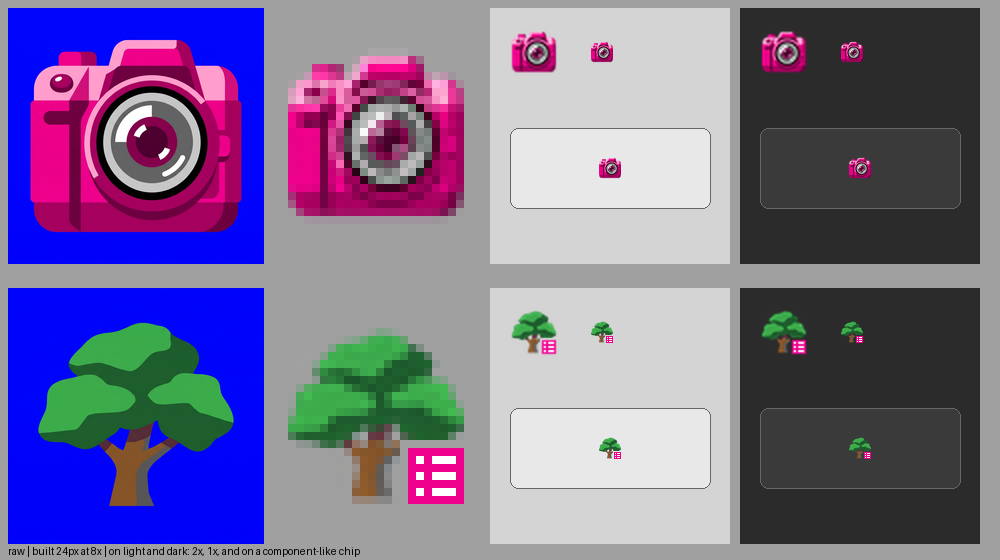 raw | built 24px at 8x | on light and dark: 2x, 1x, and on a component-like chip